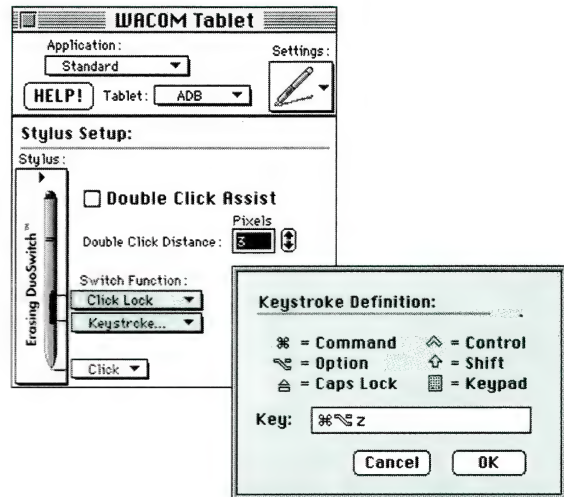 WACOM Tablet
Application:
Standard
Settings:
HELP! Tablet: ADB
Stylus Setup:
Stylus:
Erasing DuoSwitch™
Double Click Assist
Pixels
Double Click Distance: 3
Switch Function:
Click Lock
Keystroke...
Click
Keystroke Definition:
⌘ = Command
⌃ = Control
⌥ = Option
⇧ = Shift
⏏ = Caps Lock
▦ = Keypad
Key: ⌘⌥z
Cancel OK